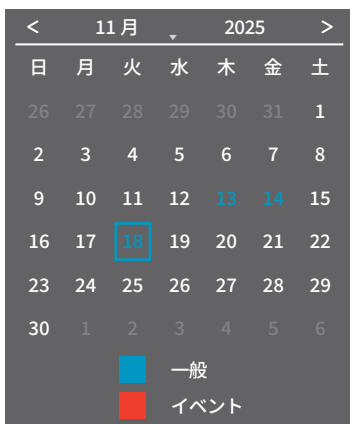 < 11月 2025 >
日 月 火 水 木 金 土
26 27 28 29 30 31 1
2 3 4 5 6 7 8
9 10 11 12 13 14 15
16 17 18 19 20 21 22
23 24 25 26 27 28 29
30 1 2 3 4 5 6
一般
イベント